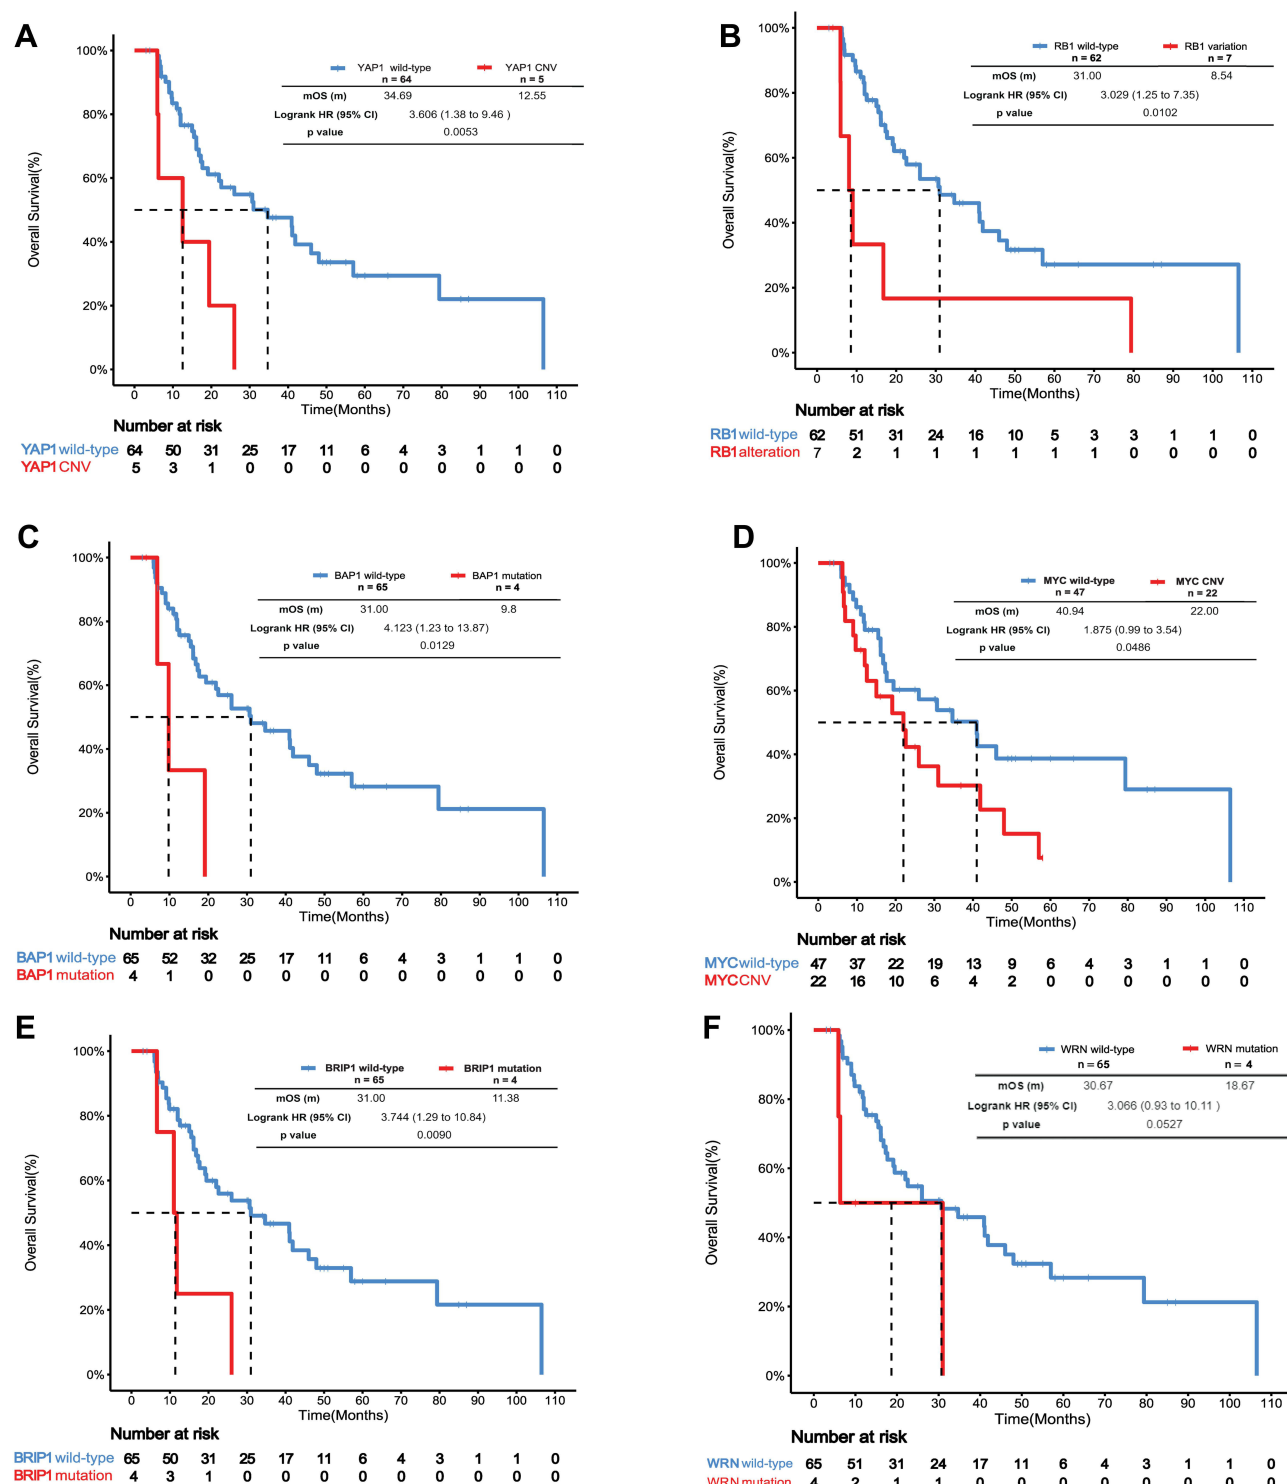 A
100%
80%
60%
40%
20%
0%
Overall Survival(%)
YAP1 wild-type YAP1 CNV
n = 64 n = 5
mOS (m) 34.69 12.55
Logrank HR (95% CI) 3.606 (1.38 to 9.46 )
p value 0.0053
0 10 20 30 40 50 60 70 80 90 100 110
Time(Months)
Number at risk
YAP1 wild-type 64 50 31 25 17 11 6 4 3 1 1 0
YAP1 CNV 5 3 1 0 0 0 0 0 0 0 0 0
B
100%
80%
60%
40%
20%
0%
Overall Survival(%)
RB1 wild-type RB1 variation
n = 62 n = 7
mOS (m) 31.00 8.54
Logrank HR (95% CI) 3.029 (1.25 to 7.35)
p value 0.0102
0 10 20 30 40 50 60 70 80 90 100 110
Time(Months)
Number at risk
RB1 wild-type 62 51 31 24 16 10 5 3 3 1 1 0
RB1 alteration 7 2 1 1 1 1 1 1 0 0 0 0
C
100%
80%
60%
40%
20%
0%
Overall Survival(%)
BAP1 wild-type BAP1 mutation
n = 65 n = 4
mOS (m) 31.00 9.8
Logrank HR (95% CI) 4.123 (1.23 to 13.87)
p value 0.0129
0 10 20 30 40 50 60 70 80 90 100 110
Time(Months)
Number at risk
BAP1 wild-type 65 52 32 25 17 11 6 4 3 1 1 0
BAP1 mutation 4 1 0 0 0 0 0 0 0 0 0 0
D
100%
80%
60%
40%
20%
0%
Overall Survival(%)
MYC wild-type MYC CNV
n = 47 n = 22
mOS (m) 40.94 22.00
Logrank HR (95% CI) 1.875 (0.99 to 3.54)
p value 0.0486
0 10 20 30 40 50 60 70 80 90 100 110
Time(Months)
Number at risk
MYC wild-type 47 37 22 19 13 9 6 4 3 1 1 0
MYC CNV 22 16 10 6 4 2 0 0 0 0 0 0
E
100%
80%
60%
40%
20%
0%
Overall Survival(%)
BRIP1 wild-type BRIP1 mutation
n = 65 n = 4
mOS (m) 31.00 11.38
Logrank HR (95% CI) 3.744 (1.29 to 10.84)
p value 0.0090
0 10 20 30 40 50 60 70 80 90 100 110
Time(Months)
Number at risk
BRIP1 wild-type 65 50 31 25 17 11 6 4 3 1 1 0
BRIP1 mutation 4 3 1 0 0 0 0 0 0 0 0 0
F
100%
80%
60%
40%
20%
0%
Overall Survival(%)
WRN wild-type WRN mutation
n = 65 n = 4
mOS (m) 30.67 18.67
Logrank HR (95% CI) 3.066 (0.93 to 10.11 )
p value 0.0527
0 10 20 30 40 50 60 70 80 90 100 110
Time(Months)
Number at risk
WRN wild-type 65 51 31 24 17 11 6 4 3 1 1 0
WRN mutation 4 2 1 1 0 0 0 0 0 0 0 0